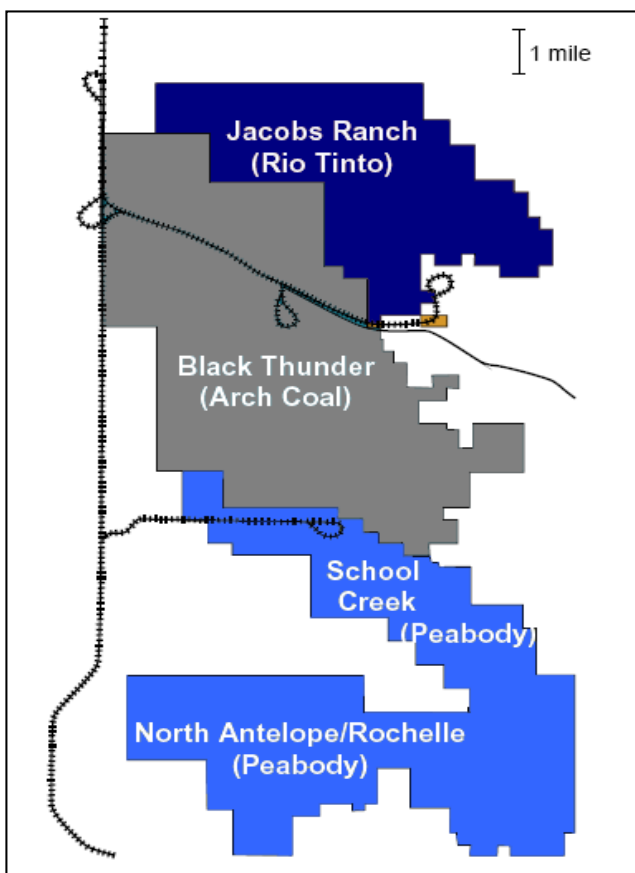 1 mile
Jacobs Ranch
(Rio Tinto)
Black Thunder
(Arch Coal)
School
Creek
(Peabody)
North Antelope/Rochelle
(Peabody)